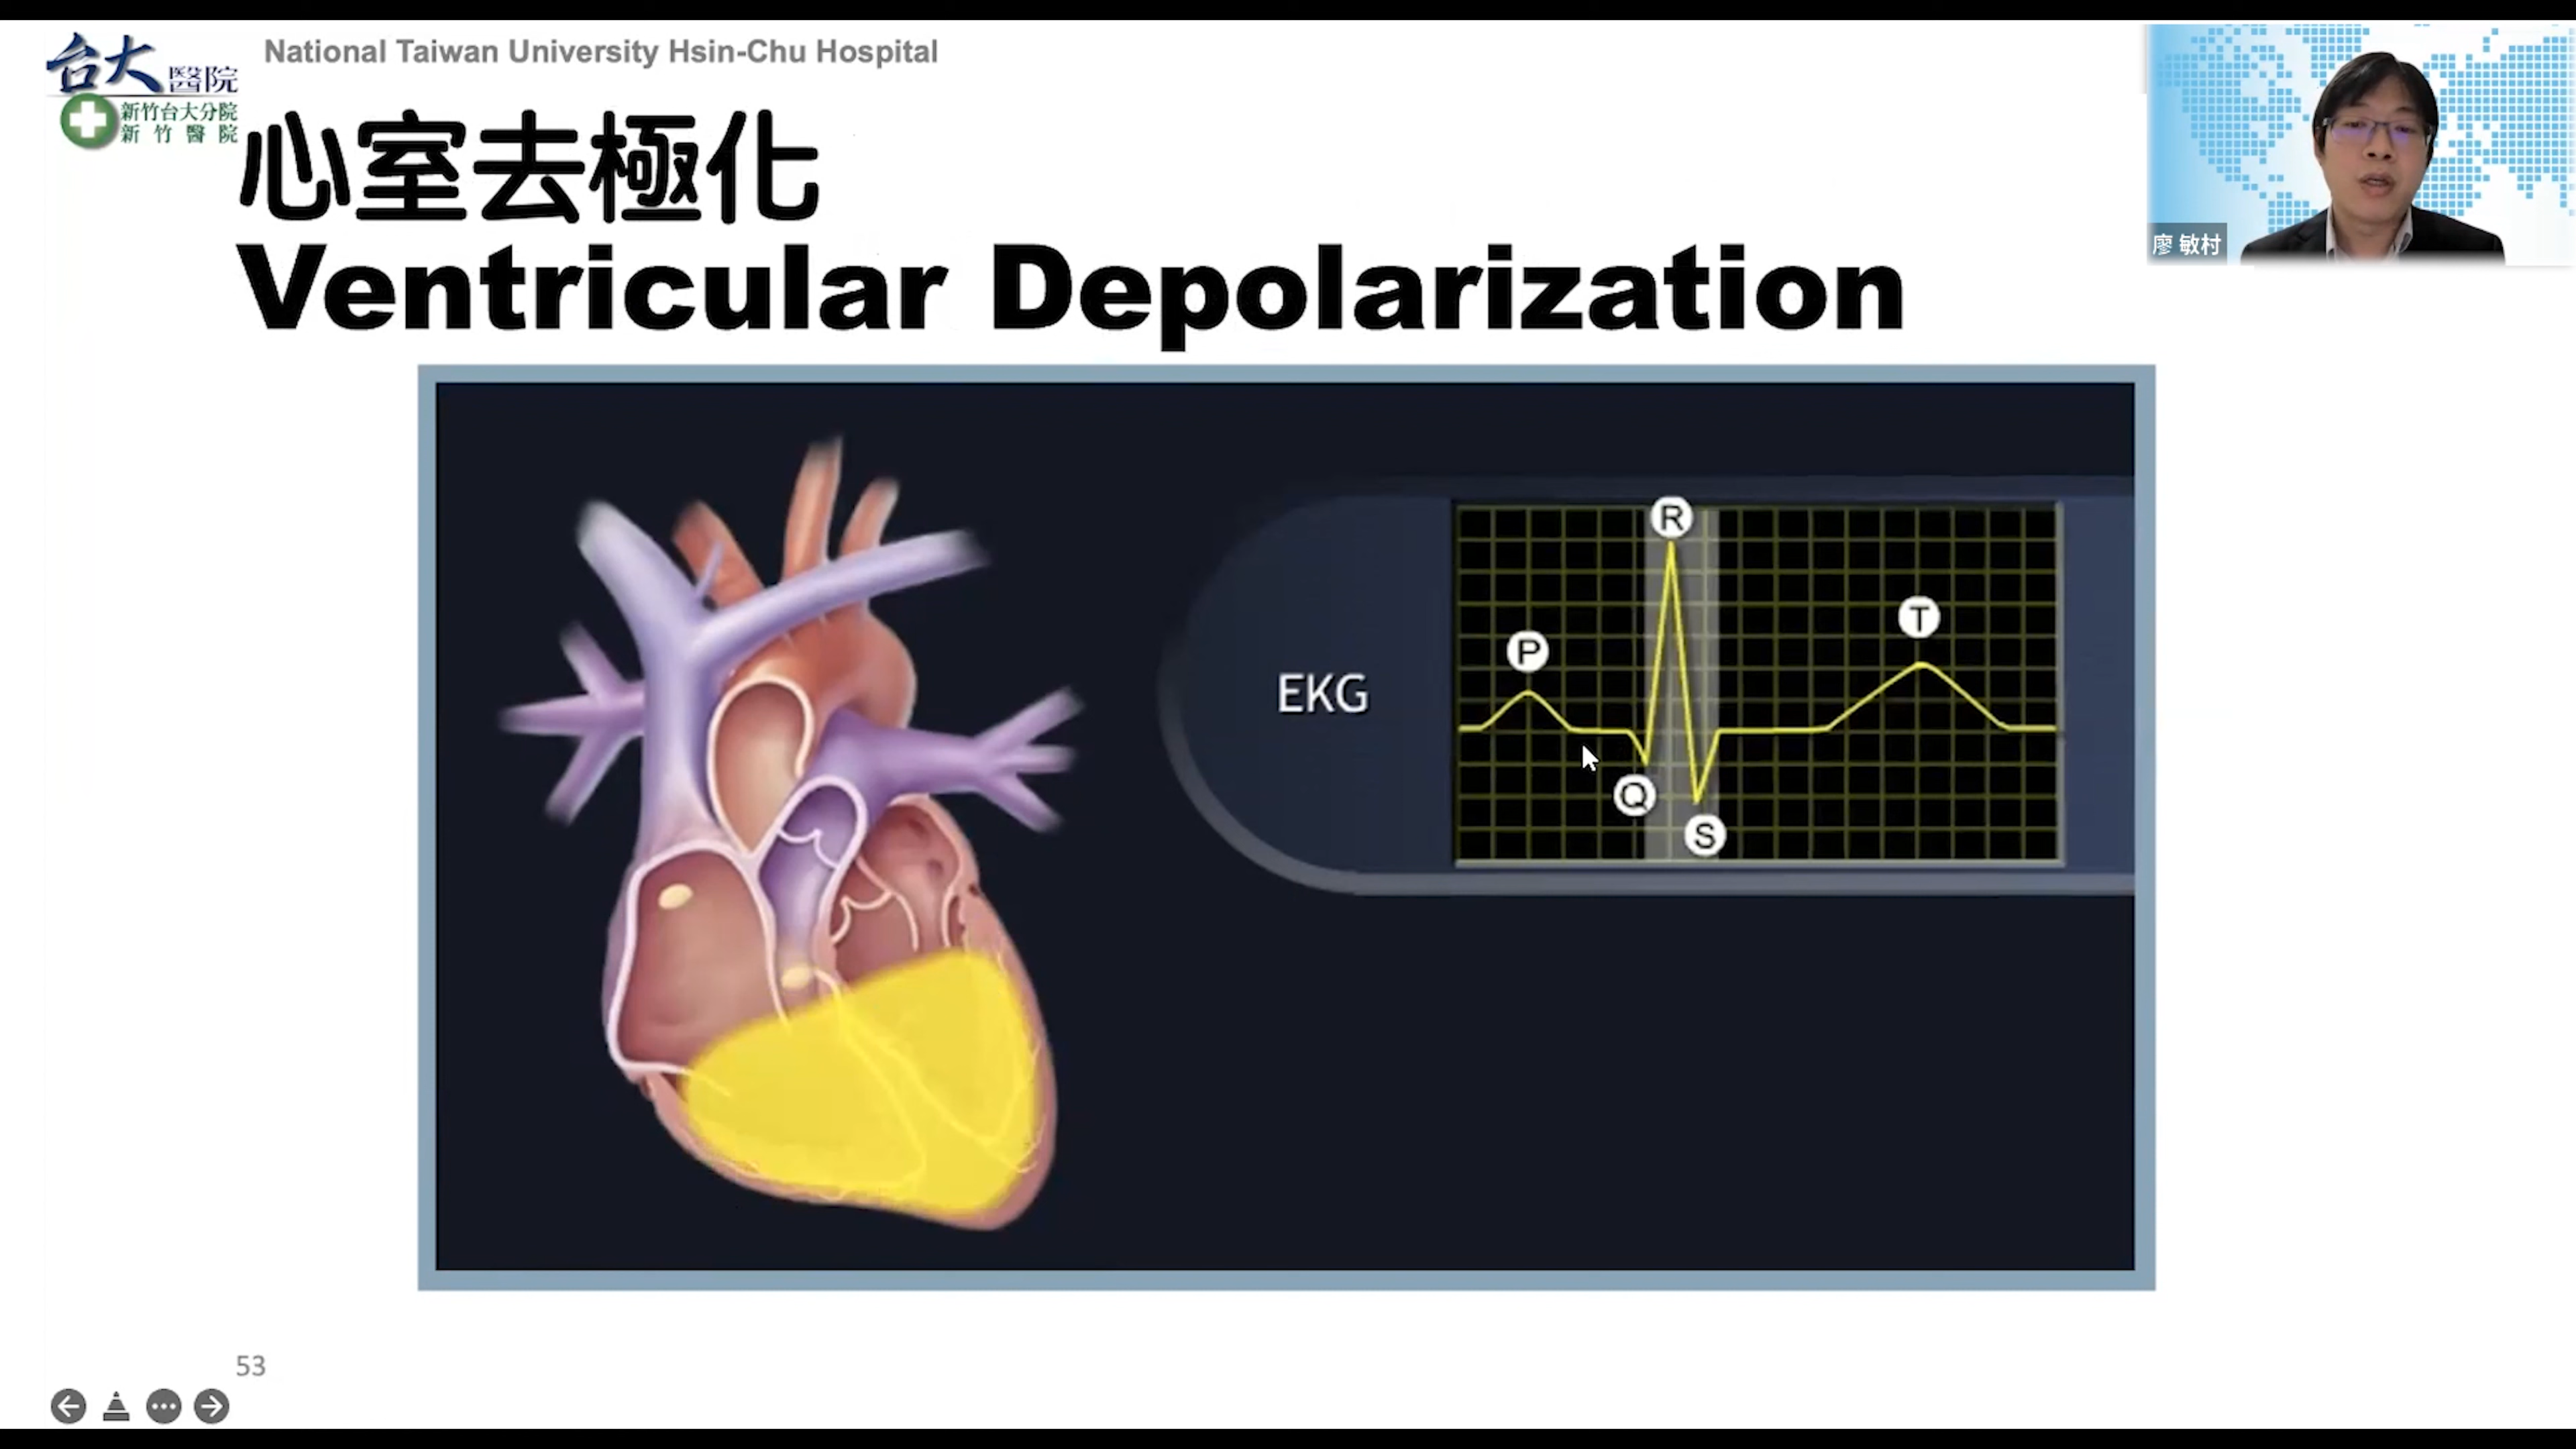 台大醫院
新竹台大分院
新竹醫院
National Taiwan University Hsin-Chu Hospital
心室去極化
Ventricular Depolarization
廖 敏村
EKG
P
Q
R
S
T
53